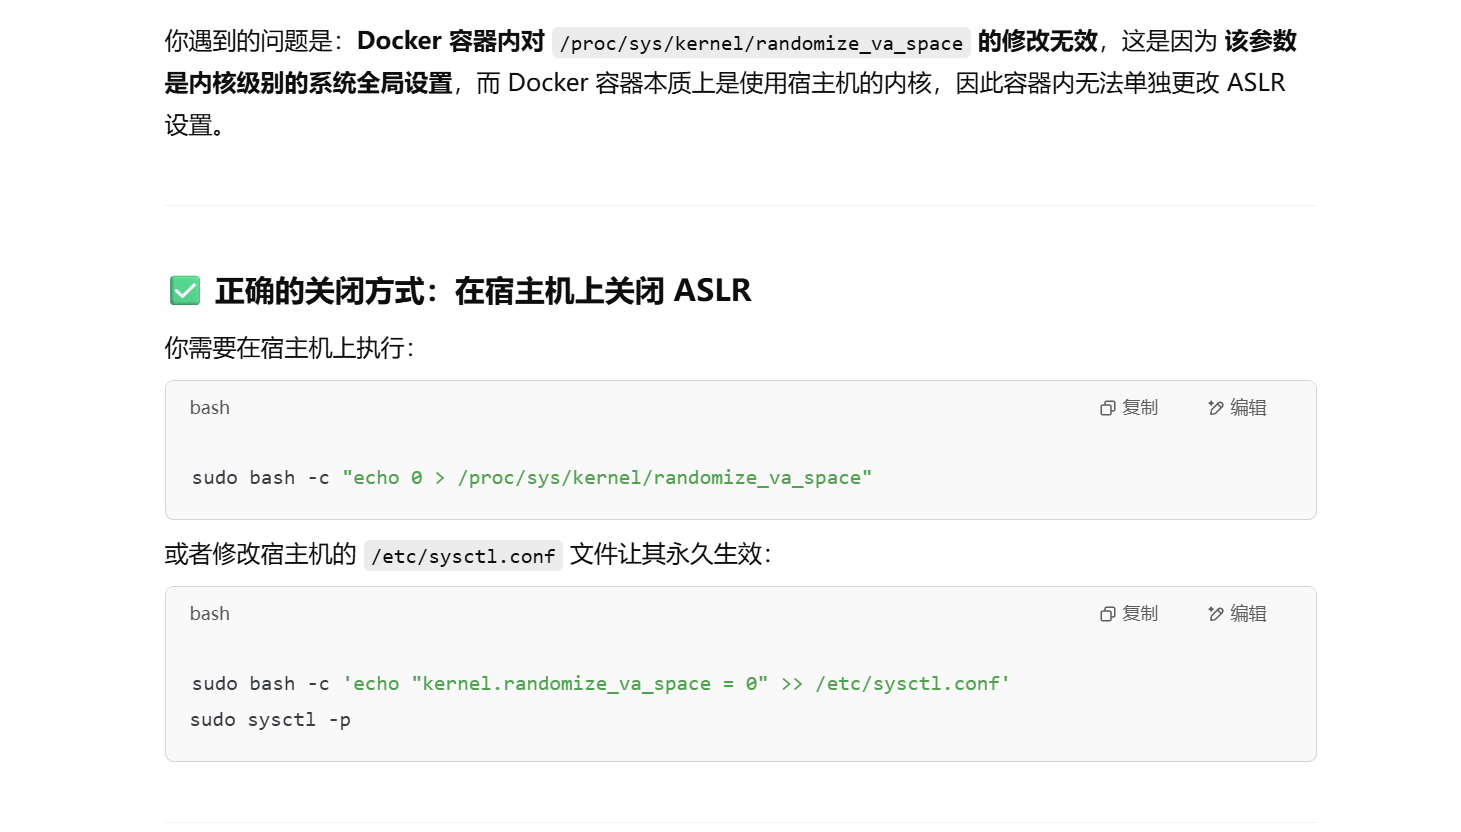 你遇到的问题是：Docker 容器内对 /proc/sys/kernel/randomize_va_space 的修改无效，这是因为 该参数
是内核级别的系统全局设置，而 Docker 容器本质上是使用宿主机的内核，因此容器内无法单独更改 ASLR
设置。
✅ 正确的关闭方式：在宿主机上关闭 ASLR
你需要在宿主机上执行：
bash 复制 编辑
sudo bash -c "echo 0 > /proc/sys/kernel/randomize_va_space"
或者修改宿主机的 /etc/sysctl.conf 文件让其永久生效：
bash 复制 编辑
sudo bash -c 'echo "kernel.randomize_va_space = 0" >> /etc/sysctl.conf'
sudo sysctl -p